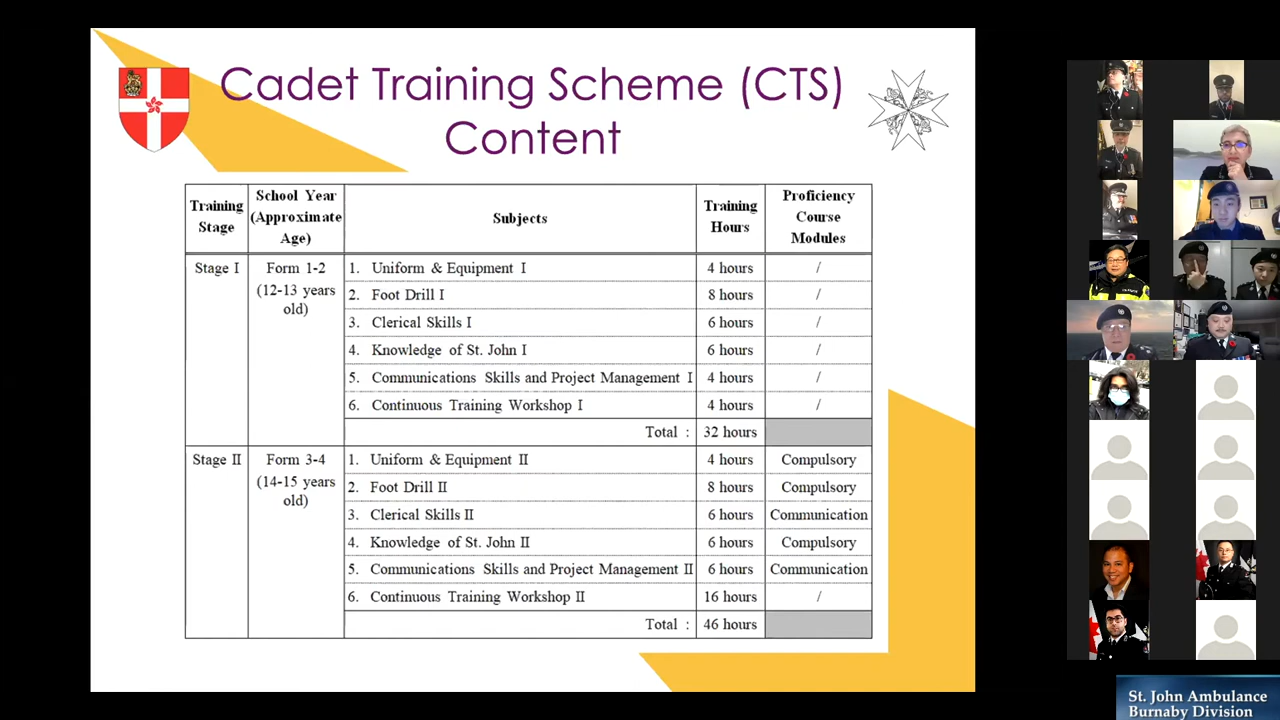 Cadet Training Scheme (CTS)
Content
Training Stage | School Year (Approximate Age) | Subjects | Training Hours | Proficiency Course Modules
Stage I | Form 1-2 (12-13 years old) | 1. Uniform & Equipment I | 4 hours | /
2. Foot Drill I | 8 hours | /
3. Clerical Skills I | 6 hours | /
4. Knowledge of St. John I | 6 hours | /
5. Communications Skills and Project Management I | 4 hours | /
6. Continuous Training Workshop I | 4 hours | /
Total : | 32 hours
Stage II | Form 3-4 (14-15 years old) | 1. Uniform & Equipment II | 4 hours | Compulsory
2. Foot Drill II | 8 hours | Compulsory
3. Clerical Skills II | 6 hours | Communication
4. Knowledge of St. John II | 6 hours | Compulsory
5. Communications Skills and Project Management II | 6 hours | Communication
6. Continuous Training Workshop II | 16 hours | /
Total : | 46 hours
St. John Ambulance
Burnaby Division